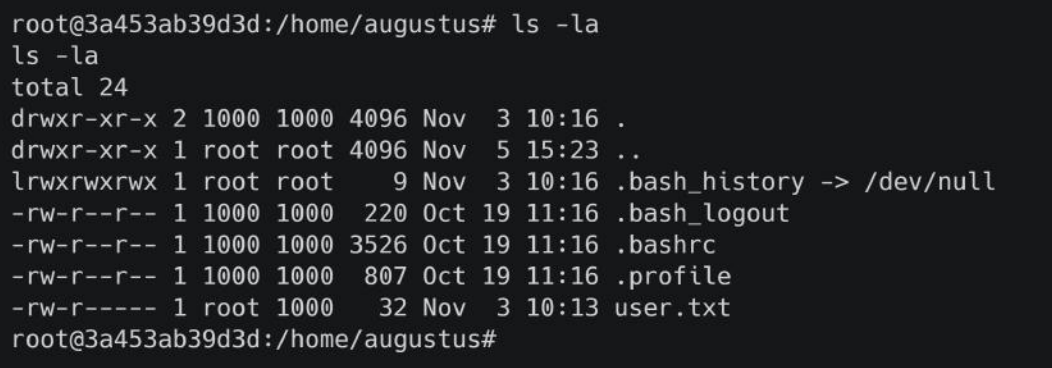 root@3a453ab39d3d:/home/augustus# ls -la
ls -la
total 24
drwxr-xr-x 2 1000 1000 4096 Nov  3 10:16 .
drwxr-xr-x 1 root root 4096 Nov  5 15:23 ..
lrwxrwxrwx 1 root root    9 Nov  3 10:16 .bash_history -> /dev/null
-rw-r--r-- 1 1000 1000  220 Oct 19 11:16 .bash_logout
-rw-r--r-- 1 1000 1000 3526 Oct 19 11:16 .bashrc
-rw-r--r-- 1 1000 1000  807 Oct 19 11:16 .profile
-rw-r----- 1 root 1000   32 Nov  3 10:13 user.txt
root@3a453ab39d3d:/home/augustus#